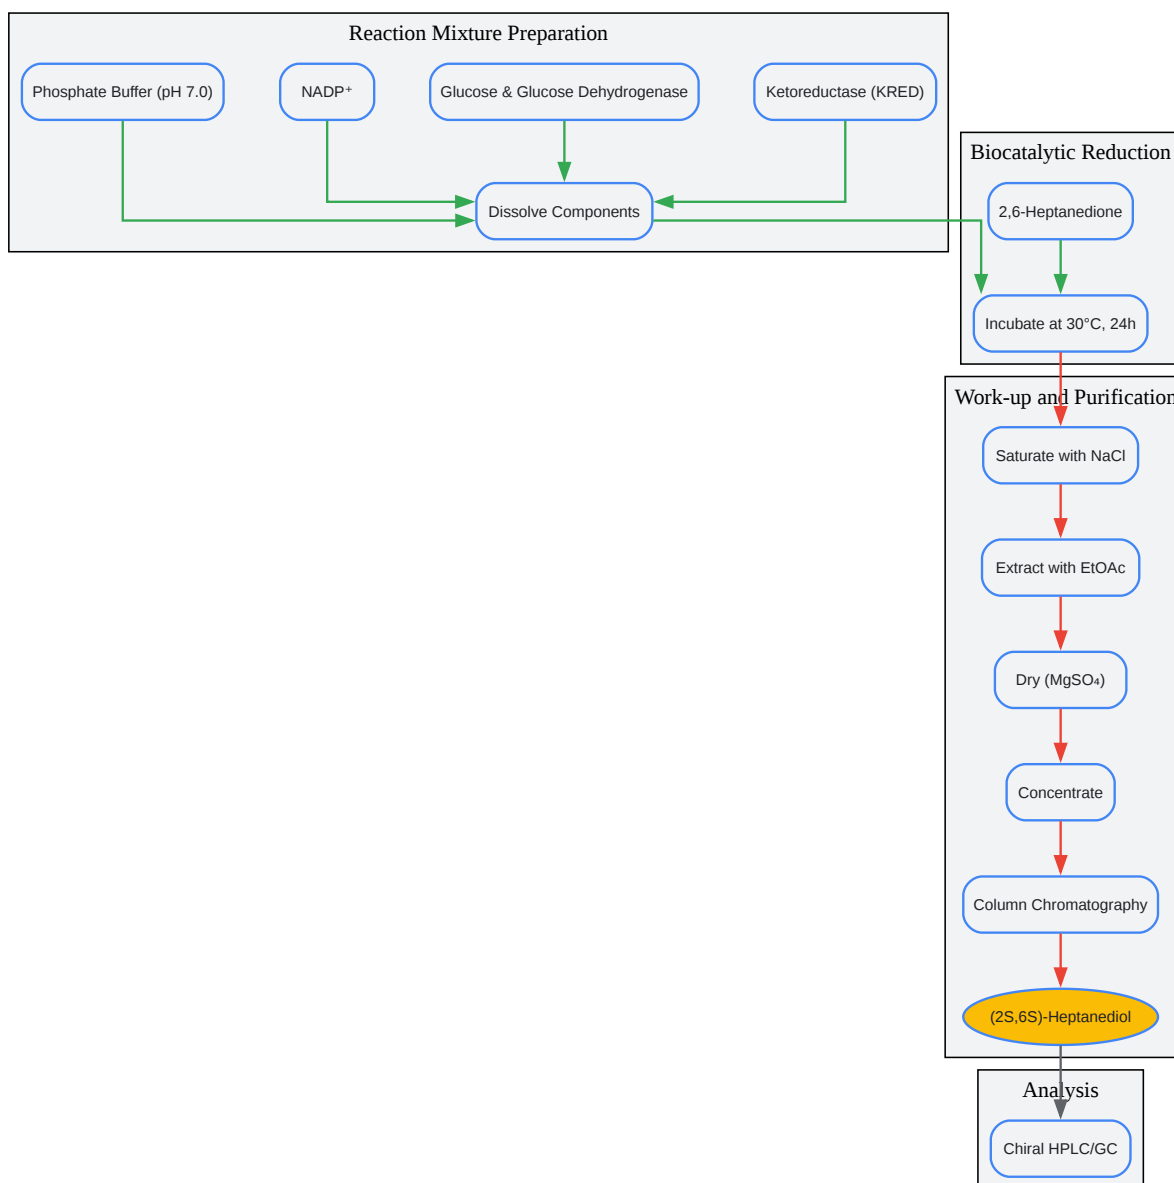 Reaction Mixture Preparation
Phosphate Buffer (pH 7.0)
NADP⁺
Glucose & Glucose Dehydrogenase
Ketoreductase (KRED)
Dissolve Components
Biocatalytic Reduction
2,6-Heptanedione
Incubate at 30°C, 24h
Work-up and Purification
Saturate with NaCl
Extract with EtOAc
Dry (MgSO₄)
Concentrate
Column Chromatography
(2S,6S)-Heptanediol
Analysis
Chiral HPLC/GC